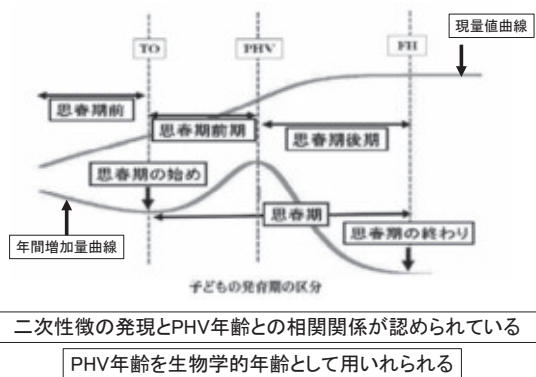 現量値曲線
TO
PHV
FH
思春期前
思春期前期
思春期後期
思春期の始め
思春期
思春期の終わり
年間増加量曲線
子どもの発育期の区分
二次性徴の発現とPHV年齢との相関関係が認められている
PHV年齢を生物学的年齢として用いれられる